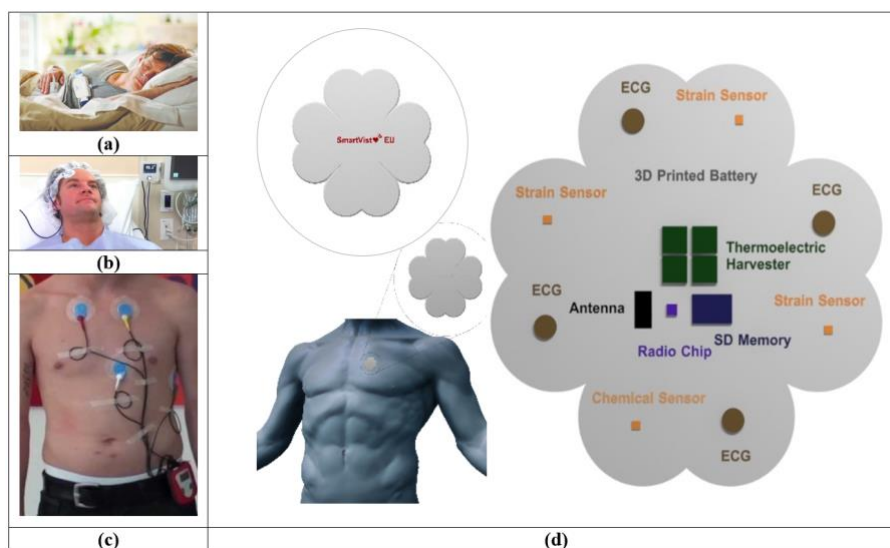 (a)
(b)
(c)
SmartVist EU
ECG
Strain Sensor
3D Printed Battery
Strain Sensor
ECG
Thermoelectric
Harvester
ECG
Antenna
Strain Sensor
Radio Chip
SD Memory
Chemical Sensor
ECG
(d)